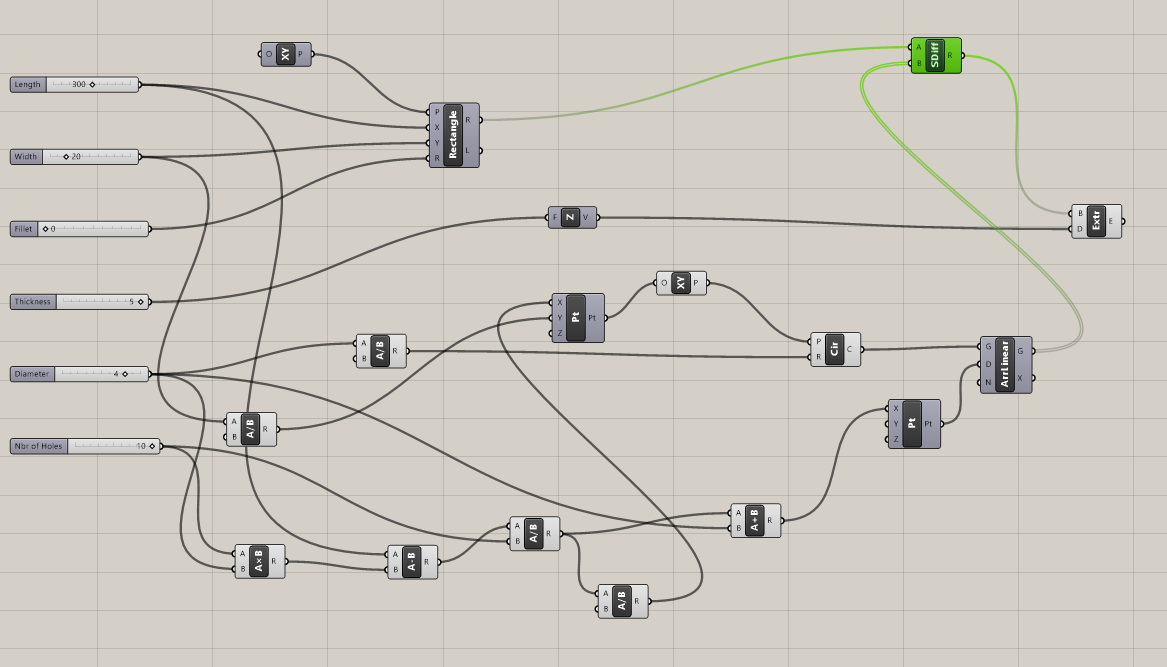 O XY P
A SDiff R
B
Length 300
P Rectangle R
X
Y L
R
Width 20
F Z V
B Extr E
D
Fillet 0
O XY P
Thickness 5
X Pt Pt
Y
Z
A A/B R
B
P Cir C
R
G ArrLinear G
D
N X
Diameter 4
A A/B R
B
X Pt Pt
Y
Z
Nbr of Holes 10
A A/B R
B
A A+B R
B
A A×B R
B
A A-B R
B
A A/B R
B